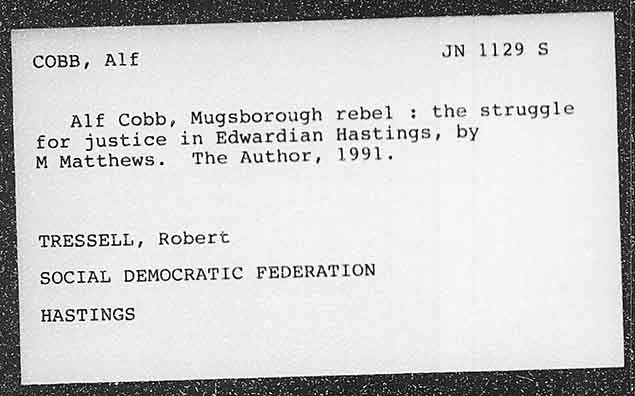 COBB, Alf JN 1129 S
Alf Cobb, Mugsborough rebel : the struggle
for justice in Edwardian Hastings, by
M Matthews. The Author, 1991.
TRESSELL, Robert
SOCIAL DEMOCRATIC FEDERATION
HASTINGS